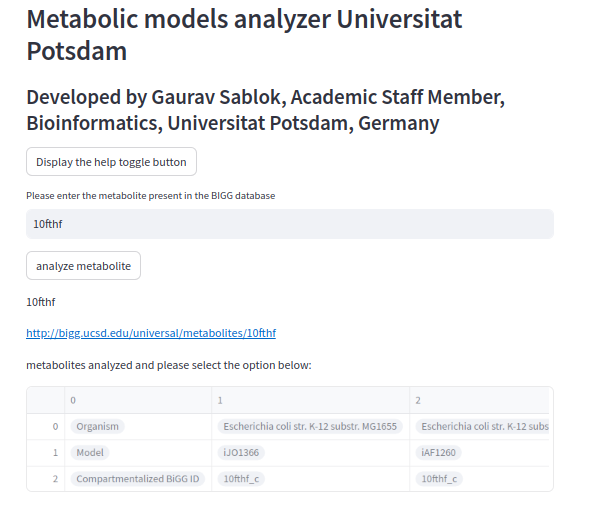 Metabolic models analyzer Universitat
Potsdam
Developed by Gaurav Sablok, Academic Staff Member,
Bioinformatics, Universitat Potsdam, Germany
Display the help toggle button
Please enter the metabolite present in the BIGG database
10fthf
analyze metabolite
10fthf
http://bigg.ucsd.edu/universal/metabolites/10fthf
metabolites analyzed and please select the option below:
0 1 2
0 Organism Escherichia coli str. K-12 substr. MG1655 Escherichia coli str. K-12 subs
1 Model iJO1366 iAF1260
2 Compartmentalized BiGG ID 10fthf_c 10fthf_c